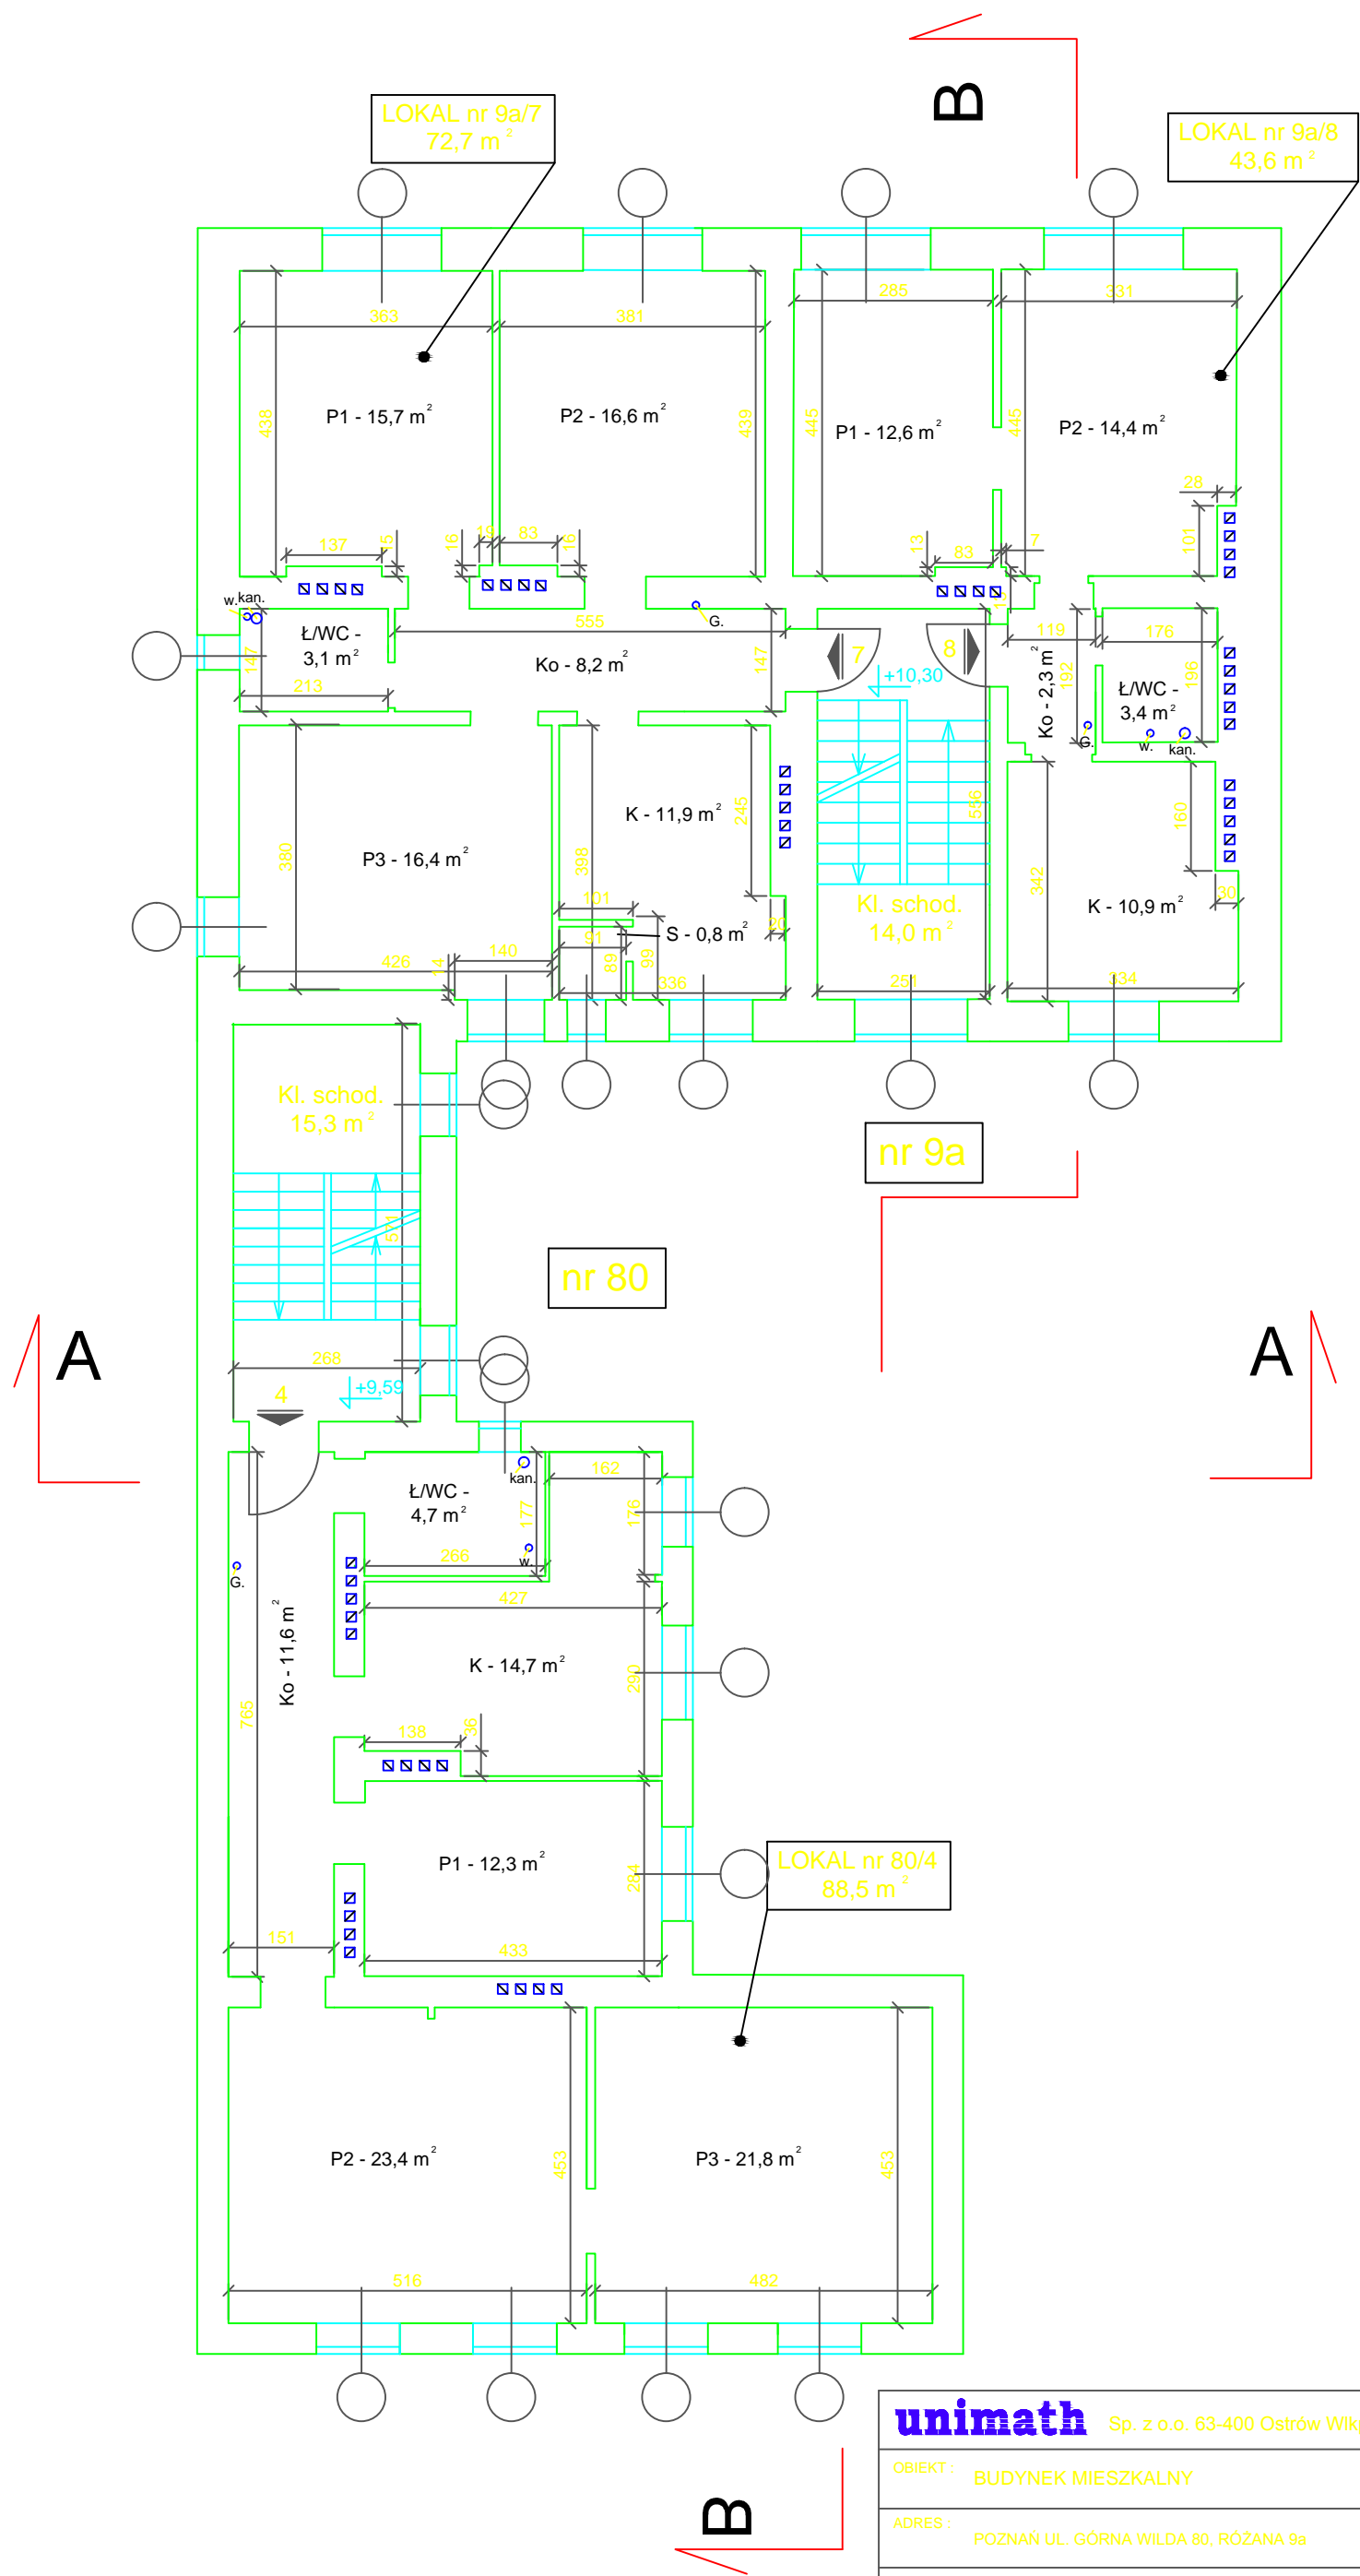 B
LOKAL nr 9a/7
72,7 m²
LOKAL nr 9a/8
43,6 m²
363
381
285
331
438
439
445
445
P1 - 15,7 m²
P2 - 16,6 m²
P1 - 12,6 m²
P2 - 14,4 m²
28
101
137
15
16
19
83
16
13
83
7
w.
kan.
147
Ł/WC -
3,1 m²
213
555
G.
Ko - 8,2 m²
147
7
8
+10,30
119
176
Ko - 2,3 m²
192
Ł/WC -
3,4 m²
196
G.
w.
kan.
380
P3 - 16,4 m²
398
K - 11,9 m²
245
556
160
342
K - 10,9 m²
30
101
91
89
99
S - 0,8 m²
20
Kl. schod.
14,0 m²
426
14
140
336
251
334
Kl. schod.
15,3 m²
nr 9a
nr 80
A
A
268
4
+9,59
Ł/WC -
4,7 m²
kan.
177
162
176
266
w.
G.
427
Ko - 11,6 m²
765
K - 14,7 m²
290
138
36
P1 - 12,3 m²
284
LOKAL nr 80/4
88,5 m²
151
433
P2 - 23,4 m²
453
P3 - 21,8 m²
453
516
482
unimath Sp. z o.o. 63-400 Ostrów Wlkp
OBIEKT : BUDYNEK MIESZKALNY
ADRES : POZNAŃ UL. GÓRNA WILDA 80, RÓŻANA 9a
B